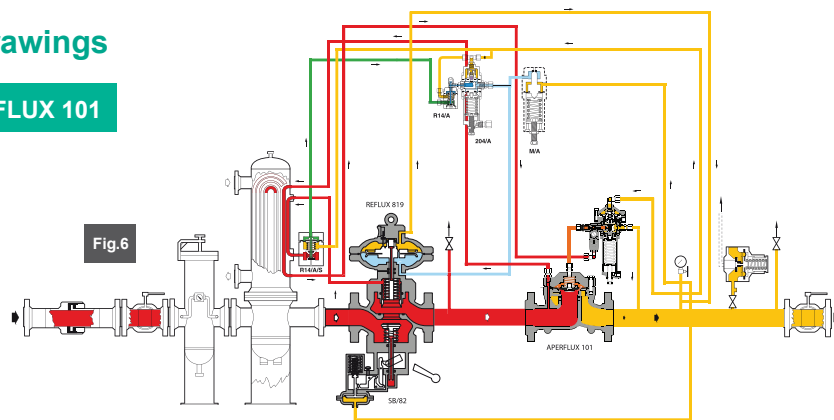 awings
FLUX 101
R14/A
204/A
M/A
REFLUX 819
Fig.6
R14/A/S
APERFLUX 101
SB/82